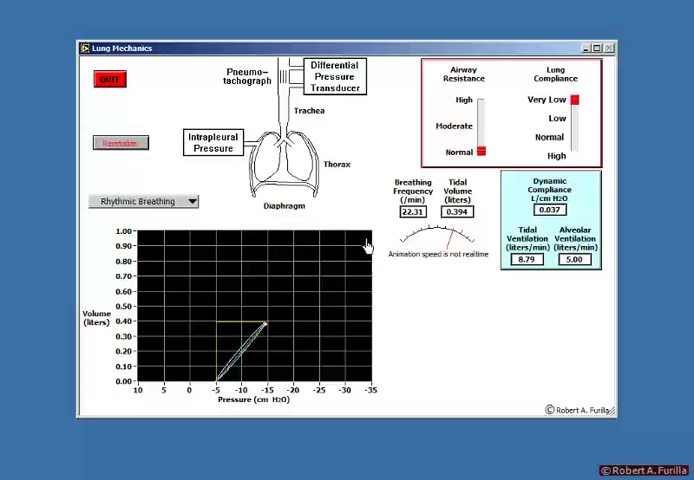 Lung Mechanics
QUIT
Reinitialize
Pneumo-
tachograph
Differential
Pressure
Transducer
Trachea
Intrapleural
Pressure
Thorax
Diaphragm
Airway
Resistance
High
Moderate
Normal
Lung
Compliance
Very Low
Low
Normal
High
Rhythmic Breathing
Breathing
Frequency
(/min)
22.31
Tidal
Volume
(liters)
0.394
Animation speed is not realtime
Dynamic
Compliance
L/cm H2O
0.037
Tidal
Ventilation
(liters/min)
8.79
Alveolar
Ventilation
(liters/min)
5.00
Volume
(liters)
1.00
0.90
0.80
0.70
0.60
0.50
0.40
0.30
0.20
0.10
0.00
10 5 0 -5 -10 -15 -20 -25 -30 -35
Pressure (cm H2O)
© Robert A. Furilla
© Robert A. Furilla